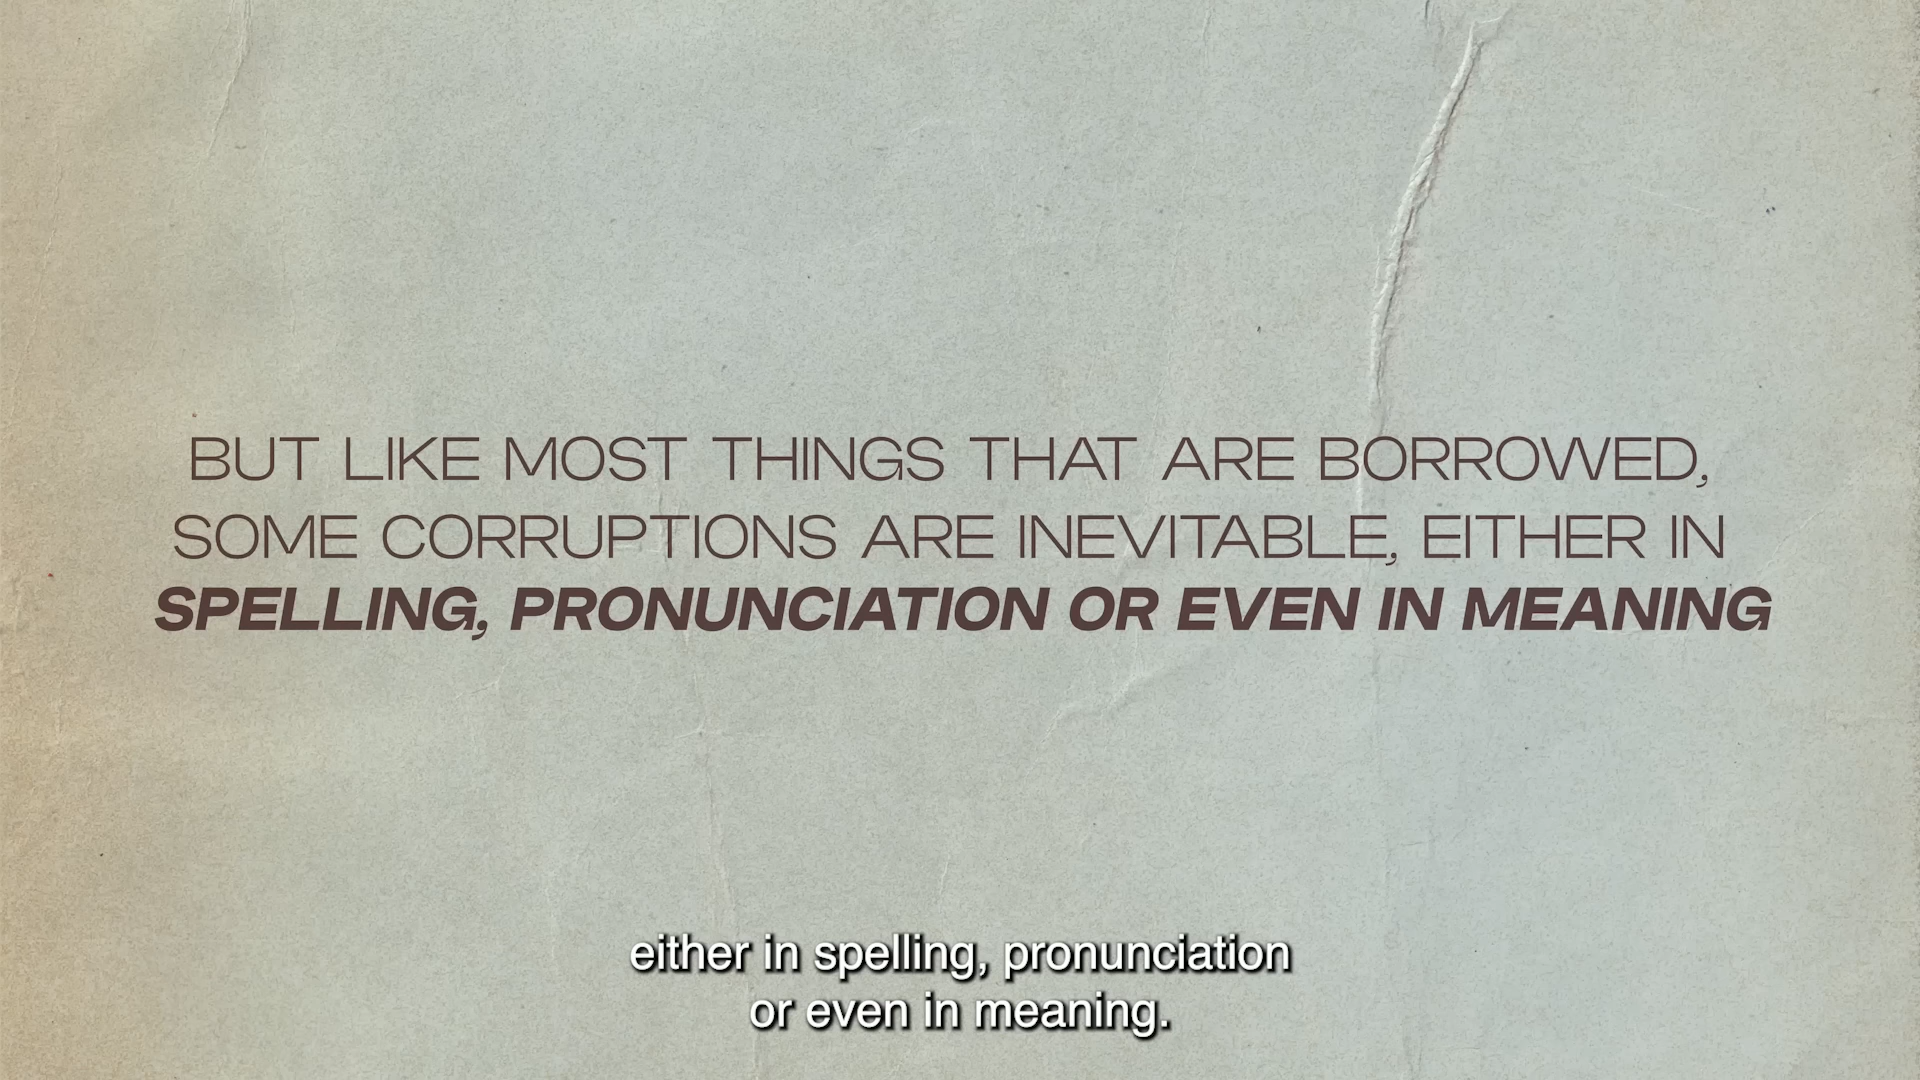 BUT LIKE MOST THINGS THAT ARE BORROWED,
SOME CORRUPTIONS ARE INEVITABLE, EITHER IN
SPELLING, PRONUNCIATION OR EVEN IN MEANING
either in spelling, pronunciation
or even in meaning.